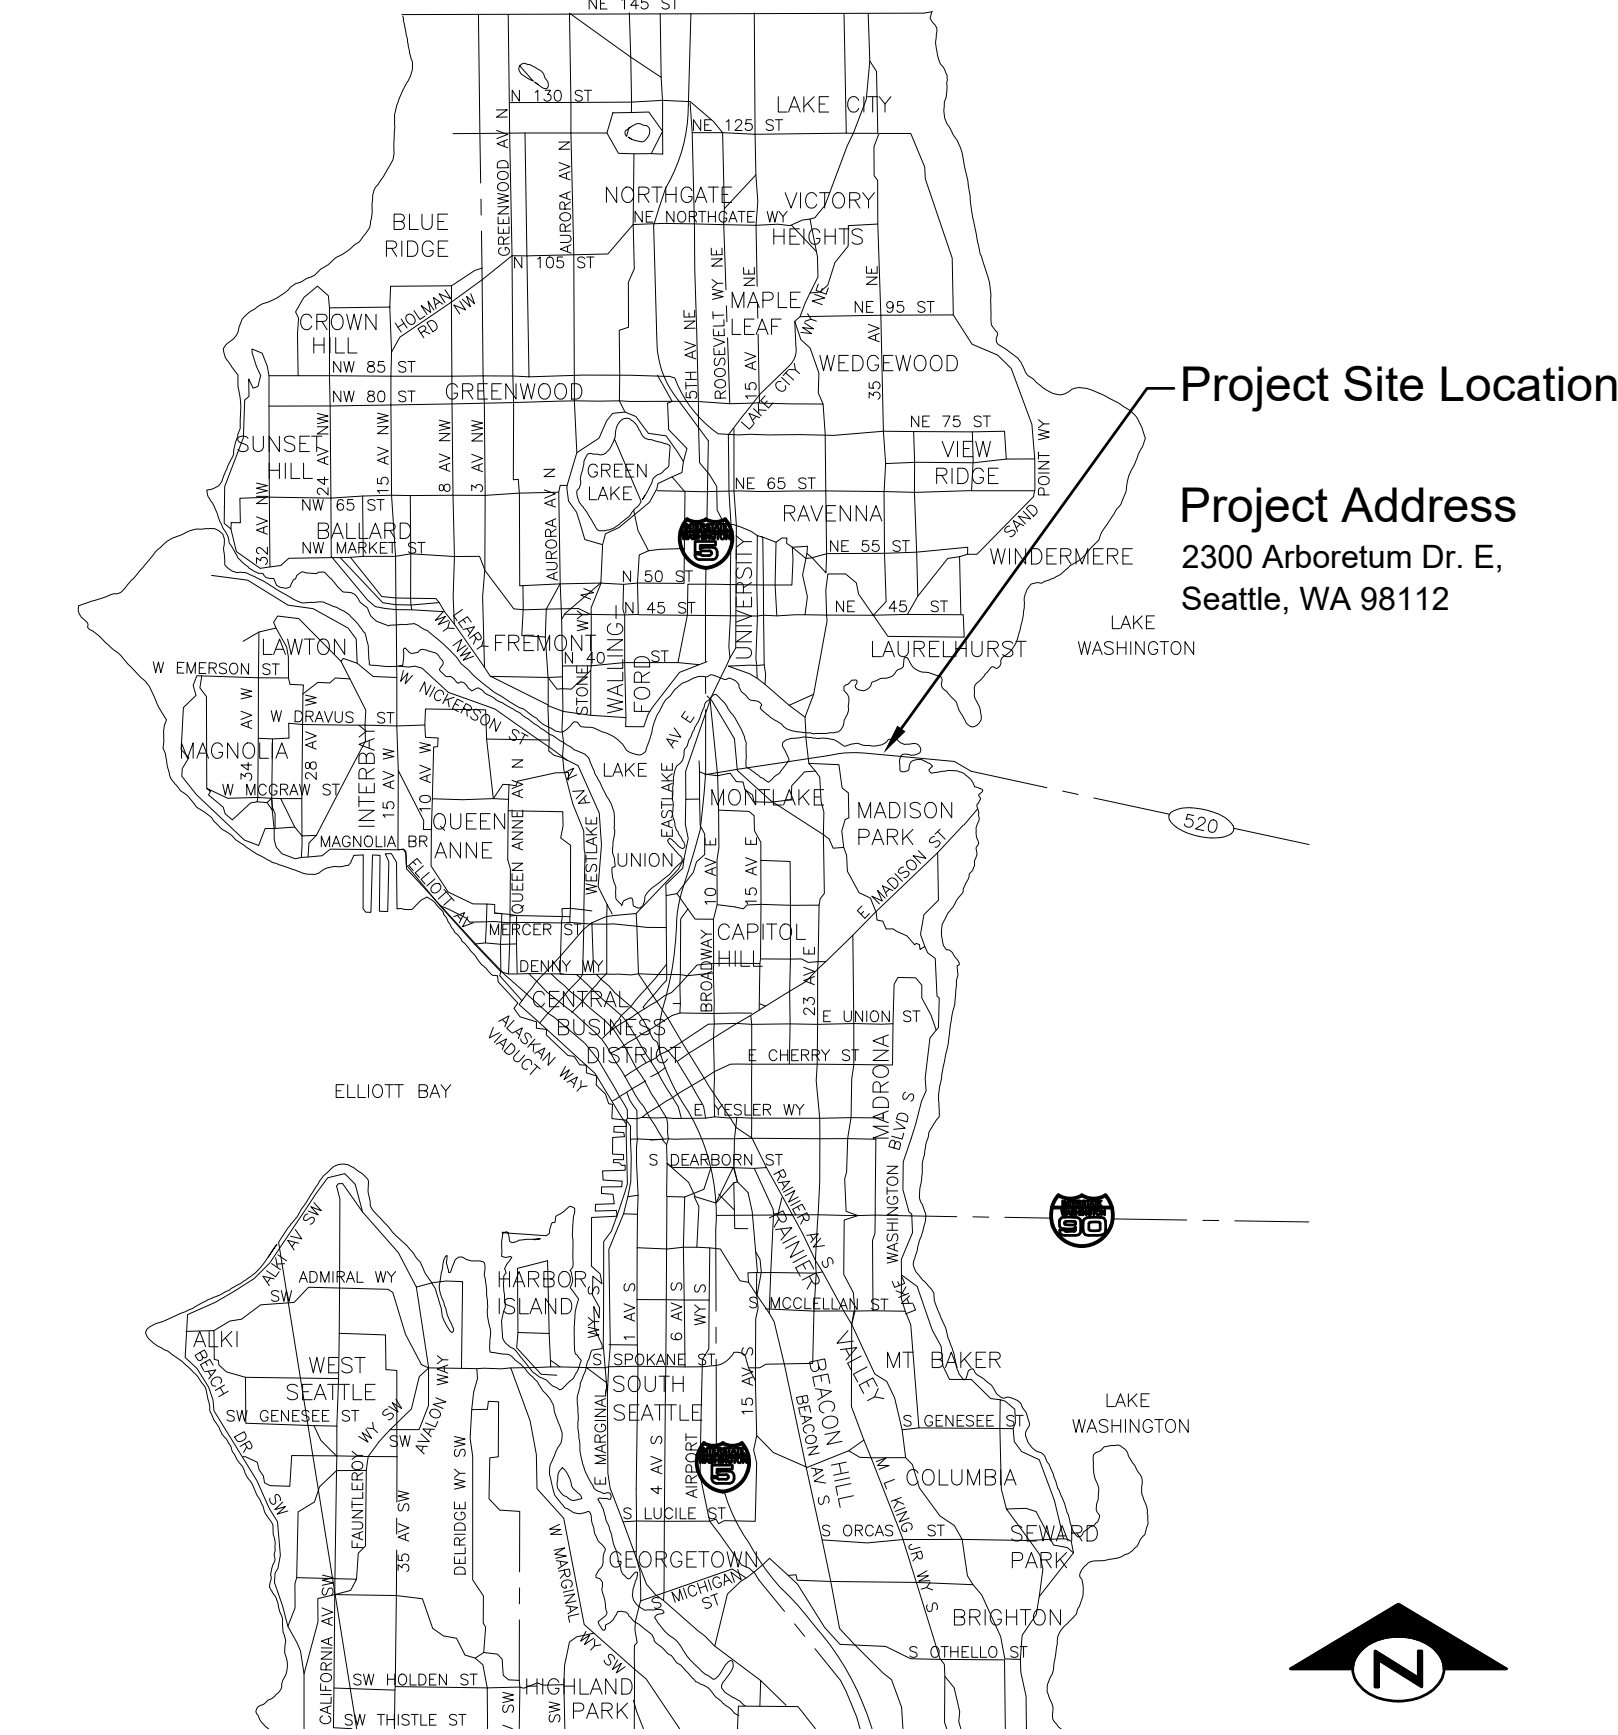 NE 145 ST
N 130 ST
LAKE CITY
NE 125 ST
GREENWOOD AV N
AURORA AV N
NORTHGATE
VICTORY
HEIGHTS
NE NORTHGATE WY
BLUE
RIDGE
N 105 ST
HOLMAN
RD NW
5TH AV NE
ROOSEVELT WY NE
15 AV NE
MAPLE
LEAF
LAKE CITY WY NE
35 AV NE
NE 95 ST
CROWN
HILL
WEDGEWOOD
NW 85 ST
NW 80 ST
GREENWOOD
Project Site Location
SUNSET
HILL
24 AV NW
15 AV NW
8 AV NW
3 AV NW
32 AV NW
NE 75 ST
VIEW
RIDGE
SAND POINT WY
GREEN
LAKE
AURORA AV N
NE 65 ST
NW 65 ST
BALLARD
NW MARKET ST
RAVENNA
Project Address
2300 Arboretum Dr. E,
Seattle, WA 98112
5
NE 55 ST
WINDERMERE
N 50 ST
UNIVERSITY
N 45 ST
NE 45 ST
LEARY
WY NW
FREMONT
STONE WY N
WALLING-
FORD
N 40 ST
LAURELHURST
LAKE
WASHINGTON
LAWTON
W EMERSON ST
W NICKERSON ST
34 AV W
28 AV W
W DRAVUS ST
MAGNOLIA
W MCGRAW ST
INTERBAY
15 AV W
10 AV W
MAGNOLIA BR
QUEEN
ANNE
QUEEN ANNE AV N
WESTLAKE AV N
LAKE
UNION
EASTLAKE AV E
MONTLAKE
MADISON
PARK
520
10 AV E
15 AV E
E MADISON ST
ELLIOTT AV
MERCER ST
CAPITOL
HILL
BROADWAY
23 AV E
DENNY WY
CENTRAL
BUSINESS
DISTRICT
ALASKAN WAY
VIADUCT
E UNION ST
E CHERRY ST
MADRONA
ELLIOTT BAY
E YESLER WY
LAKE WASHINGTON BLVD S
S DEARBORN ST
RAINIER AV S
RAINIER
VALLEY
90
ALKI AV SW
ADMIRAL WY
SW
HARBOR
ISLAND
WY S
1 AV S
6 AV S
WY S
S MCCLELLAN ST
ALKI
BEACH DR SW
WEST
SEATTLE
AVALON WAY
SW
S SPOKANE ST
SOUTH
SEATTLE
15 AV S
BEACON HILL
BEACON AV S
MT BAKER
SW GENESEE ST
FAUNTLEROY WY SW
S GENESEE ST
LAKE
WASHINGTON
E MARGINAL
4 AV S
AIRPORT
5
M L KING JR WY S
COLUMBIA
35 AV SW
DELRIDGE WY SW
W MARGINAL WY SW
S LUCILE ST
S ORCAS ST
SEWARD
PARK
GEORGETOWN
S MICHIGAN
ST
BRIGHTON
CALIFORNIA AV SW
S OTHELLO ST
SW HOLDEN ST
HIGHLAND
PARK
SW THISTLE ST
SW
SW
N